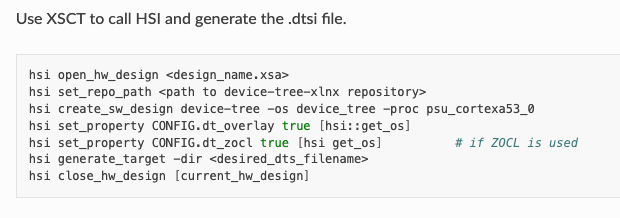 Use XSCT to call HSI and generate the .dtsi file.
hsi open_hw_design <design_name.xsa>
hsi set_repo_path <path to device-tree-xlnx repository>
hsi create_sw_design device-tree -os device_tree -proc psu_cortexa53_0
hsi set_property CONFIG.dt_overlay true [hsi::get_os]
hsi set_property CONFIG.dt_zocl true [hsi get_os] # if ZOCL is used
hsi generate_target -dir <desired_dts_filename>
hsi close_hw_design [current_hw_design]